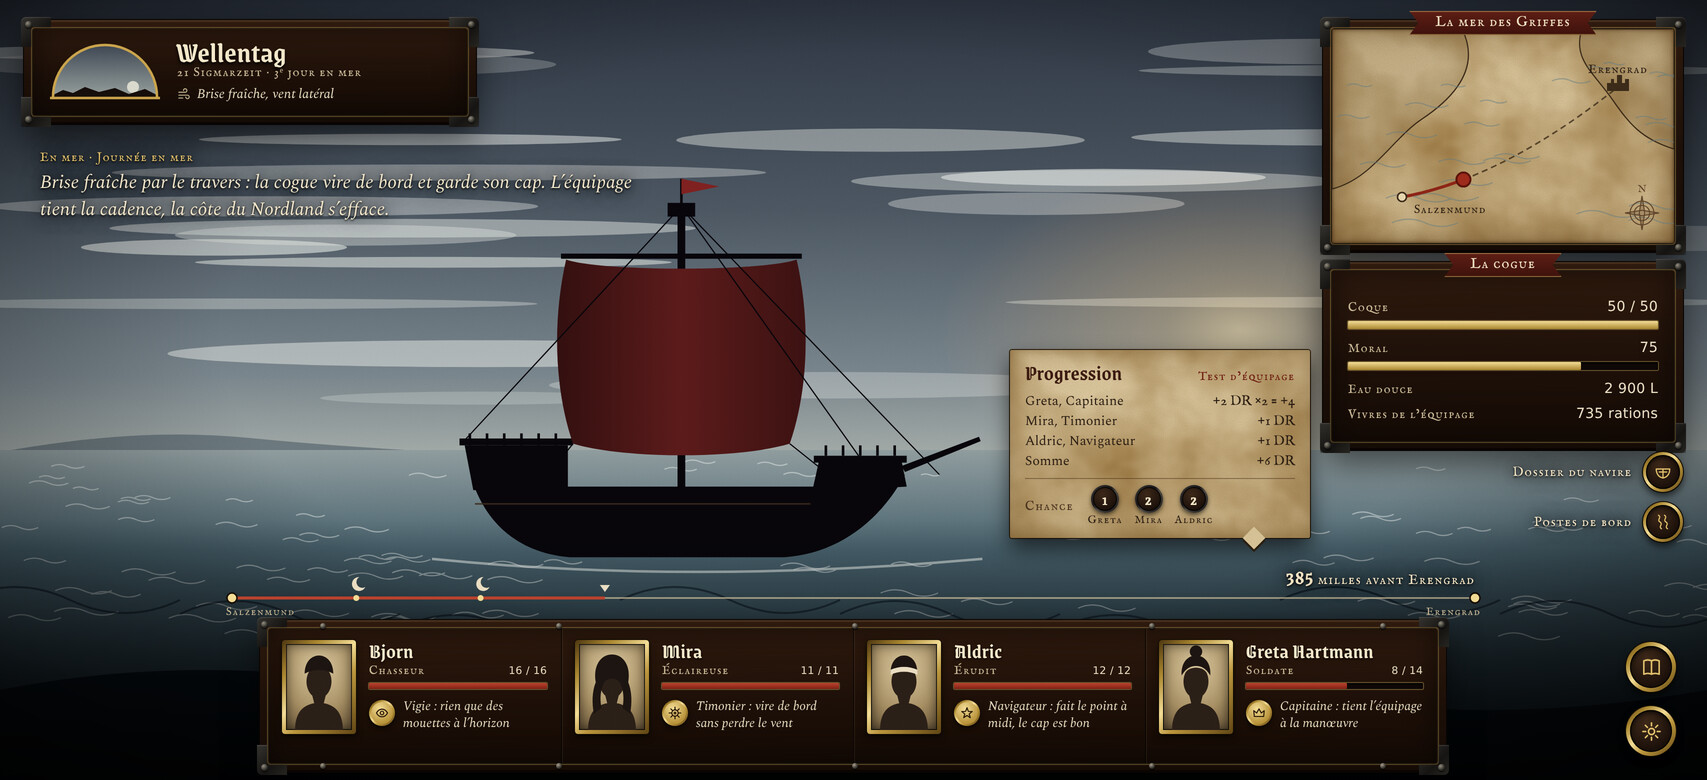 Wellentag
21 Sigmarzeit · 3e jour en mer
Brise fraîche, vent latéral
En mer · Journée en mer
Brise fraîche par le travers : la cogue vire de bord et garde son cap. L'équipage
tient la cadence, la côte du Nordland s'efface.
La mer des Griffes
Erengrad
N
Salzenmund
La cogue
Coque 50 / 50
Moral 75
Eau douce 2 900 L
Vivres de l'équipage 735 rations
Dossier du navire
Postes de bord
Progression Test d'équipage
Greta, Capitaine +2 DR ×2 = +4
Mira, Timonier +1 DR
Aldric, Navigateur +1 DR
Somme +6 DR
Chance 1 2 2
Greta Mira Aldric
385 milles avant Erengrad
Salzenmund Erengrad
Bjorn
Chasseur 16 / 16
Vigie : rien que des
mouettes à l'horizon
Mira
Éclaireuse 11 / 11
Timonier : vire de bord
sans perdre le vent
Aldric
Érudit 12 / 12
Navigateur : fait le point à
midi, le cap est bon
Greta Hartmann
Soldate 8 / 14
Capitaine : tient l'équipage
à la manœuvre